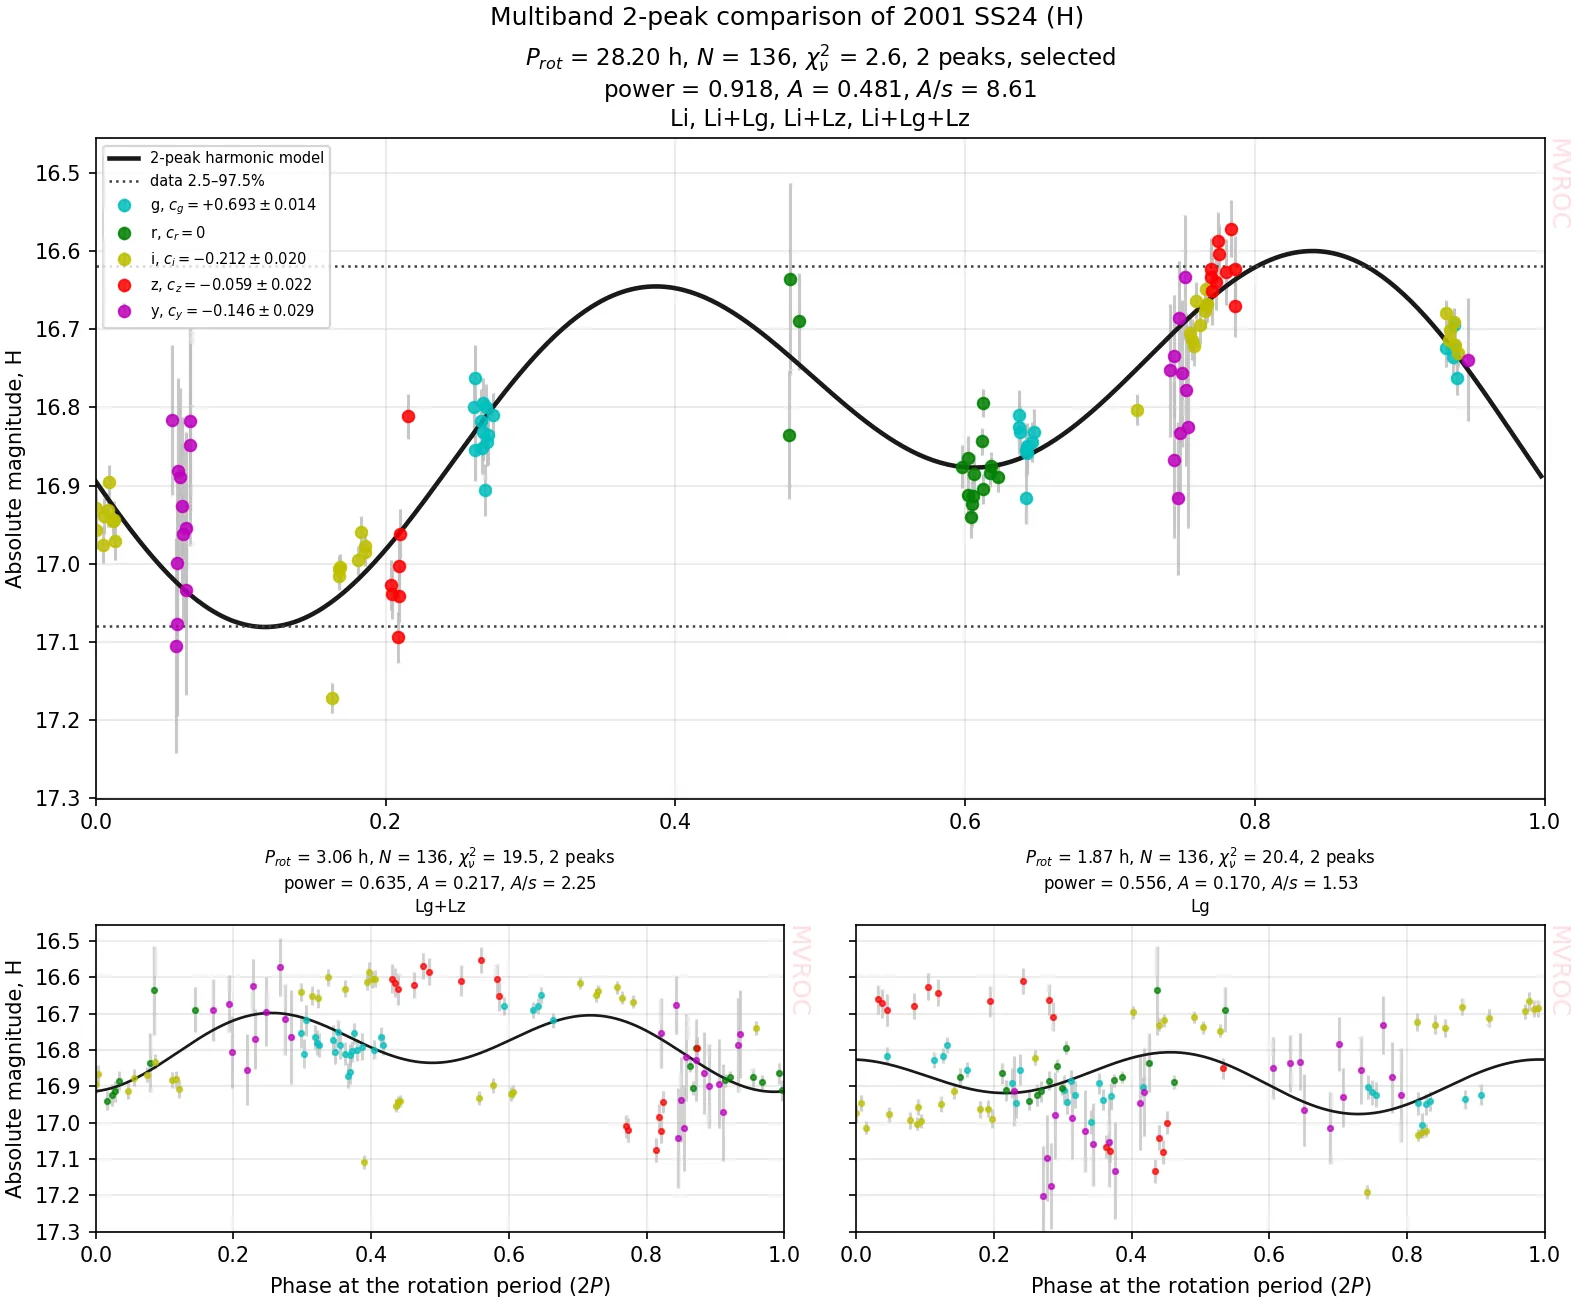 Multiband 2-peak comparison of 2001 SS24 (H)
P_rot = 28.20 h, N = 136, χ²_ν = 2.6, 2 peaks, selected
power = 0.918, A = 0.481, A/s = 8.61
Li, Li+Lg, Li+Lz, Li+Lg+Lz
2-peak harmonic model
data 2.5–97.5%
g, c_g = +0.693 ± 0.014
r, c_r = 0
i, c_i = −0.212 ± 0.020
z, c_z = −0.059 ± 0.022
y, c_y = −0.146 ± 0.029
MVROC
Absolute magnitude, H
16.5
16.6
16.7
16.8
16.9
17.0
17.1
17.2
17.3
0.0 0.2 0.4 0.6 0.8 1.0
P_rot = 3.06 h, N = 136, χ²_ν = 19.5, 2 peaks
power = 0.635, A = 0.217, A/s = 2.25
Lg+Lz
MVROC
Absolute magnitude, H
16.5
16.6
16.7
16.8
16.9
17.0
17.1
17.2
17.3
0.0 0.2 0.4 0.6 0.8 1.0
Phase at the rotation period (2P)
P_rot = 1.87 h, N = 136, χ²_ν = 20.4, 2 peaks
power = 0.556, A = 0.170, A/s = 1.53
Lg
MVROC
0.0 0.2 0.4 0.6 0.8 1.0
Phase at the rotation period (2P)